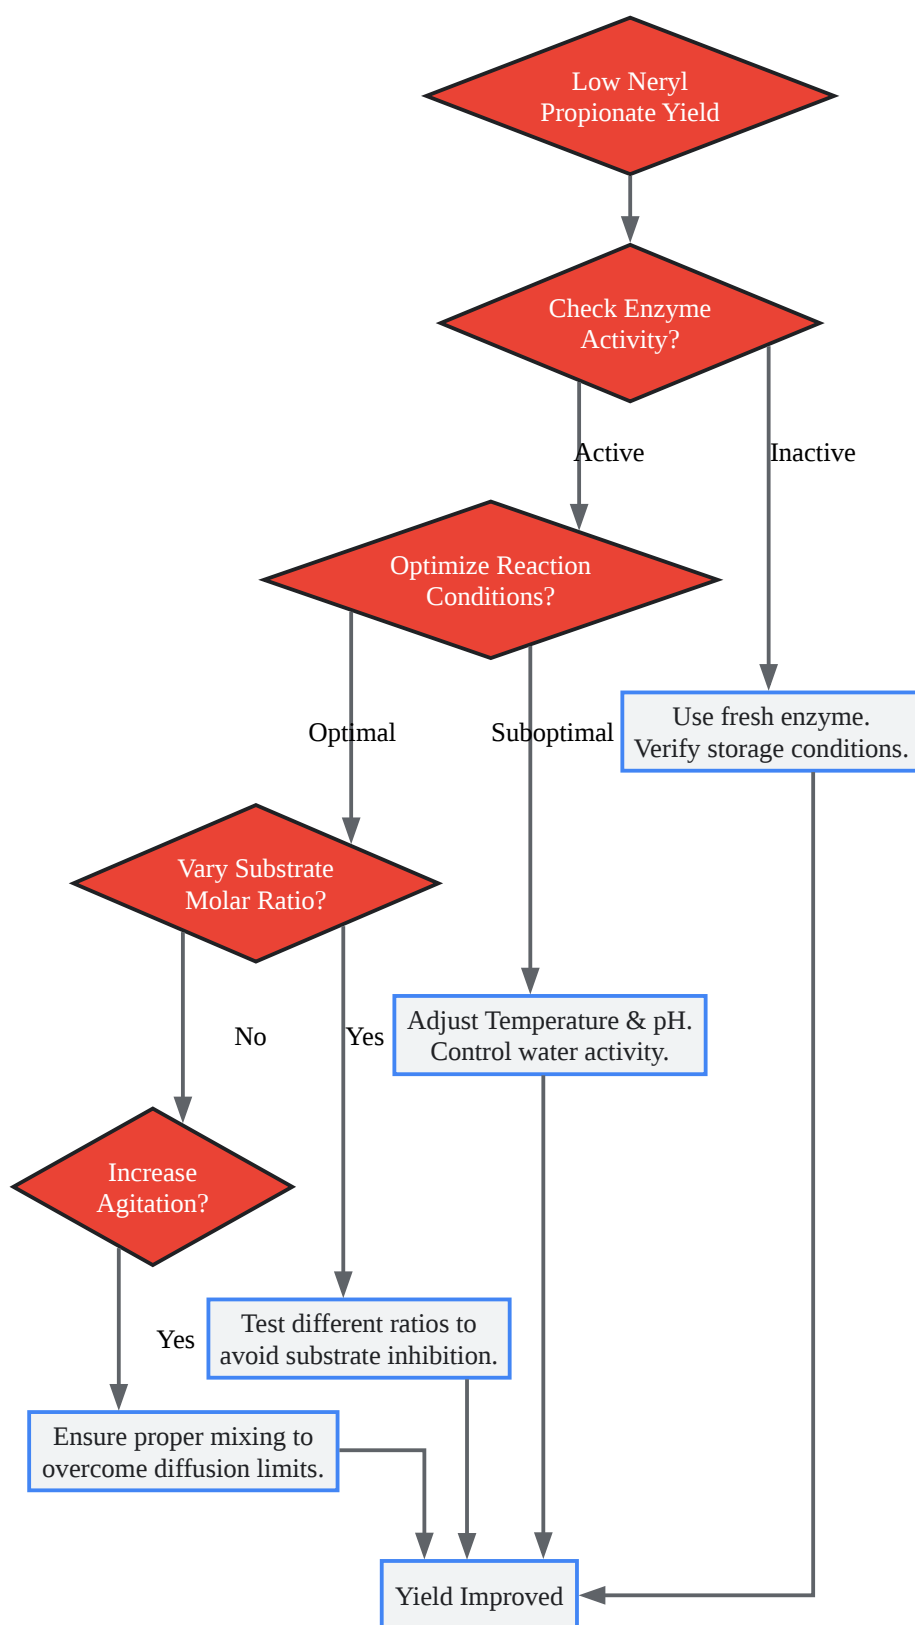 Low Neryl
Propionate Yield
Check Enzyme
Activity?
Active
Inactive
Optimize Reaction
Conditions?
Use fresh enzyme.
Verify storage conditions.
Optimal
Suboptimal
Vary Substrate
Molar Ratio?
Adjust Temperature & pH.
Control water activity.
No
Yes
Increase
Agitation?
Test different ratios to
avoid substrate inhibition.
Yes
Ensure proper mixing to
overcome diffusion limits.
Yield Improved